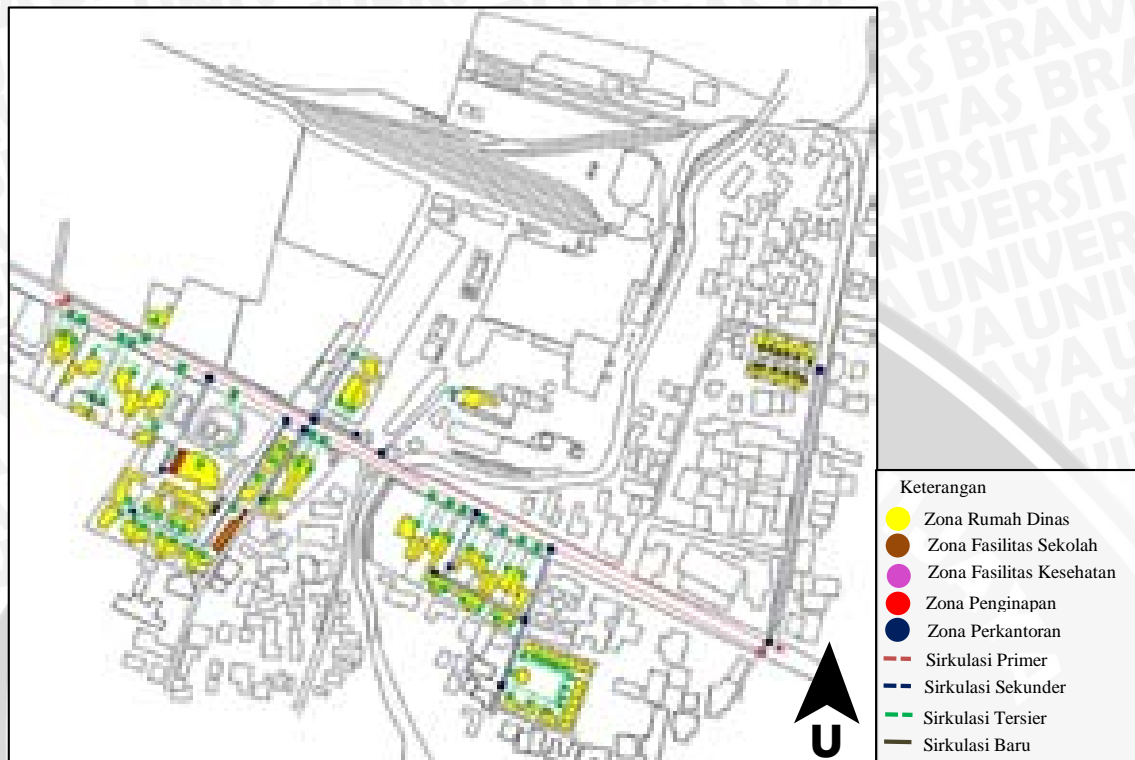 Keterangan
Zona Rumah Dinas
Zona Fasilitas Sekolah
Zona Fasilitas Kesehatan
Zona Penginapan
Zona Perkantoran
Sirkulasi Primer
Sirkulasi Sekunder
Sirkulasi Tersier
Sirkulasi Baru
U